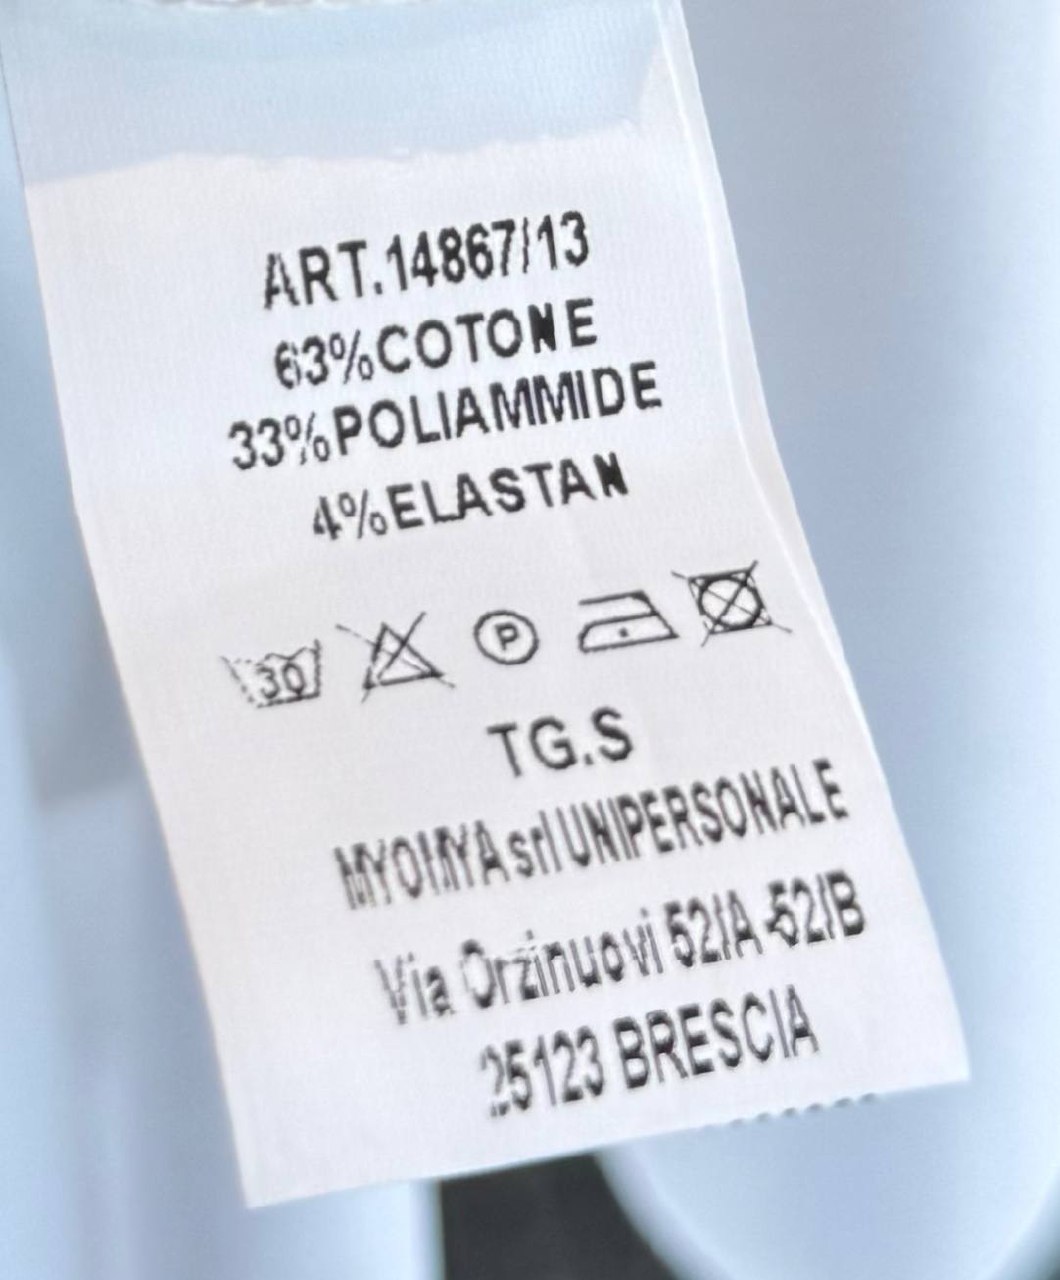 ART.14867/13
63%COTONE
33%POLIAMMIDE
4%ELASTAN
30 P
TG.S
MYOMYA srl UNIPERSONALE
Via Orzinuovi 52/A -52/B
25123 BRESCIA